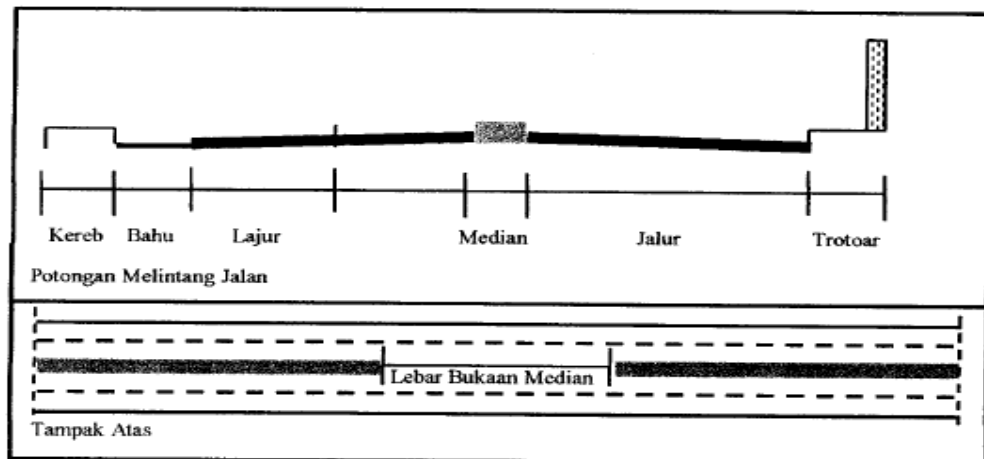 Kereb Bahu Lajur Median Jalur Trotoar
Potongan Melintang Jalan
Lebar Bukaan Median
Tampak Atas